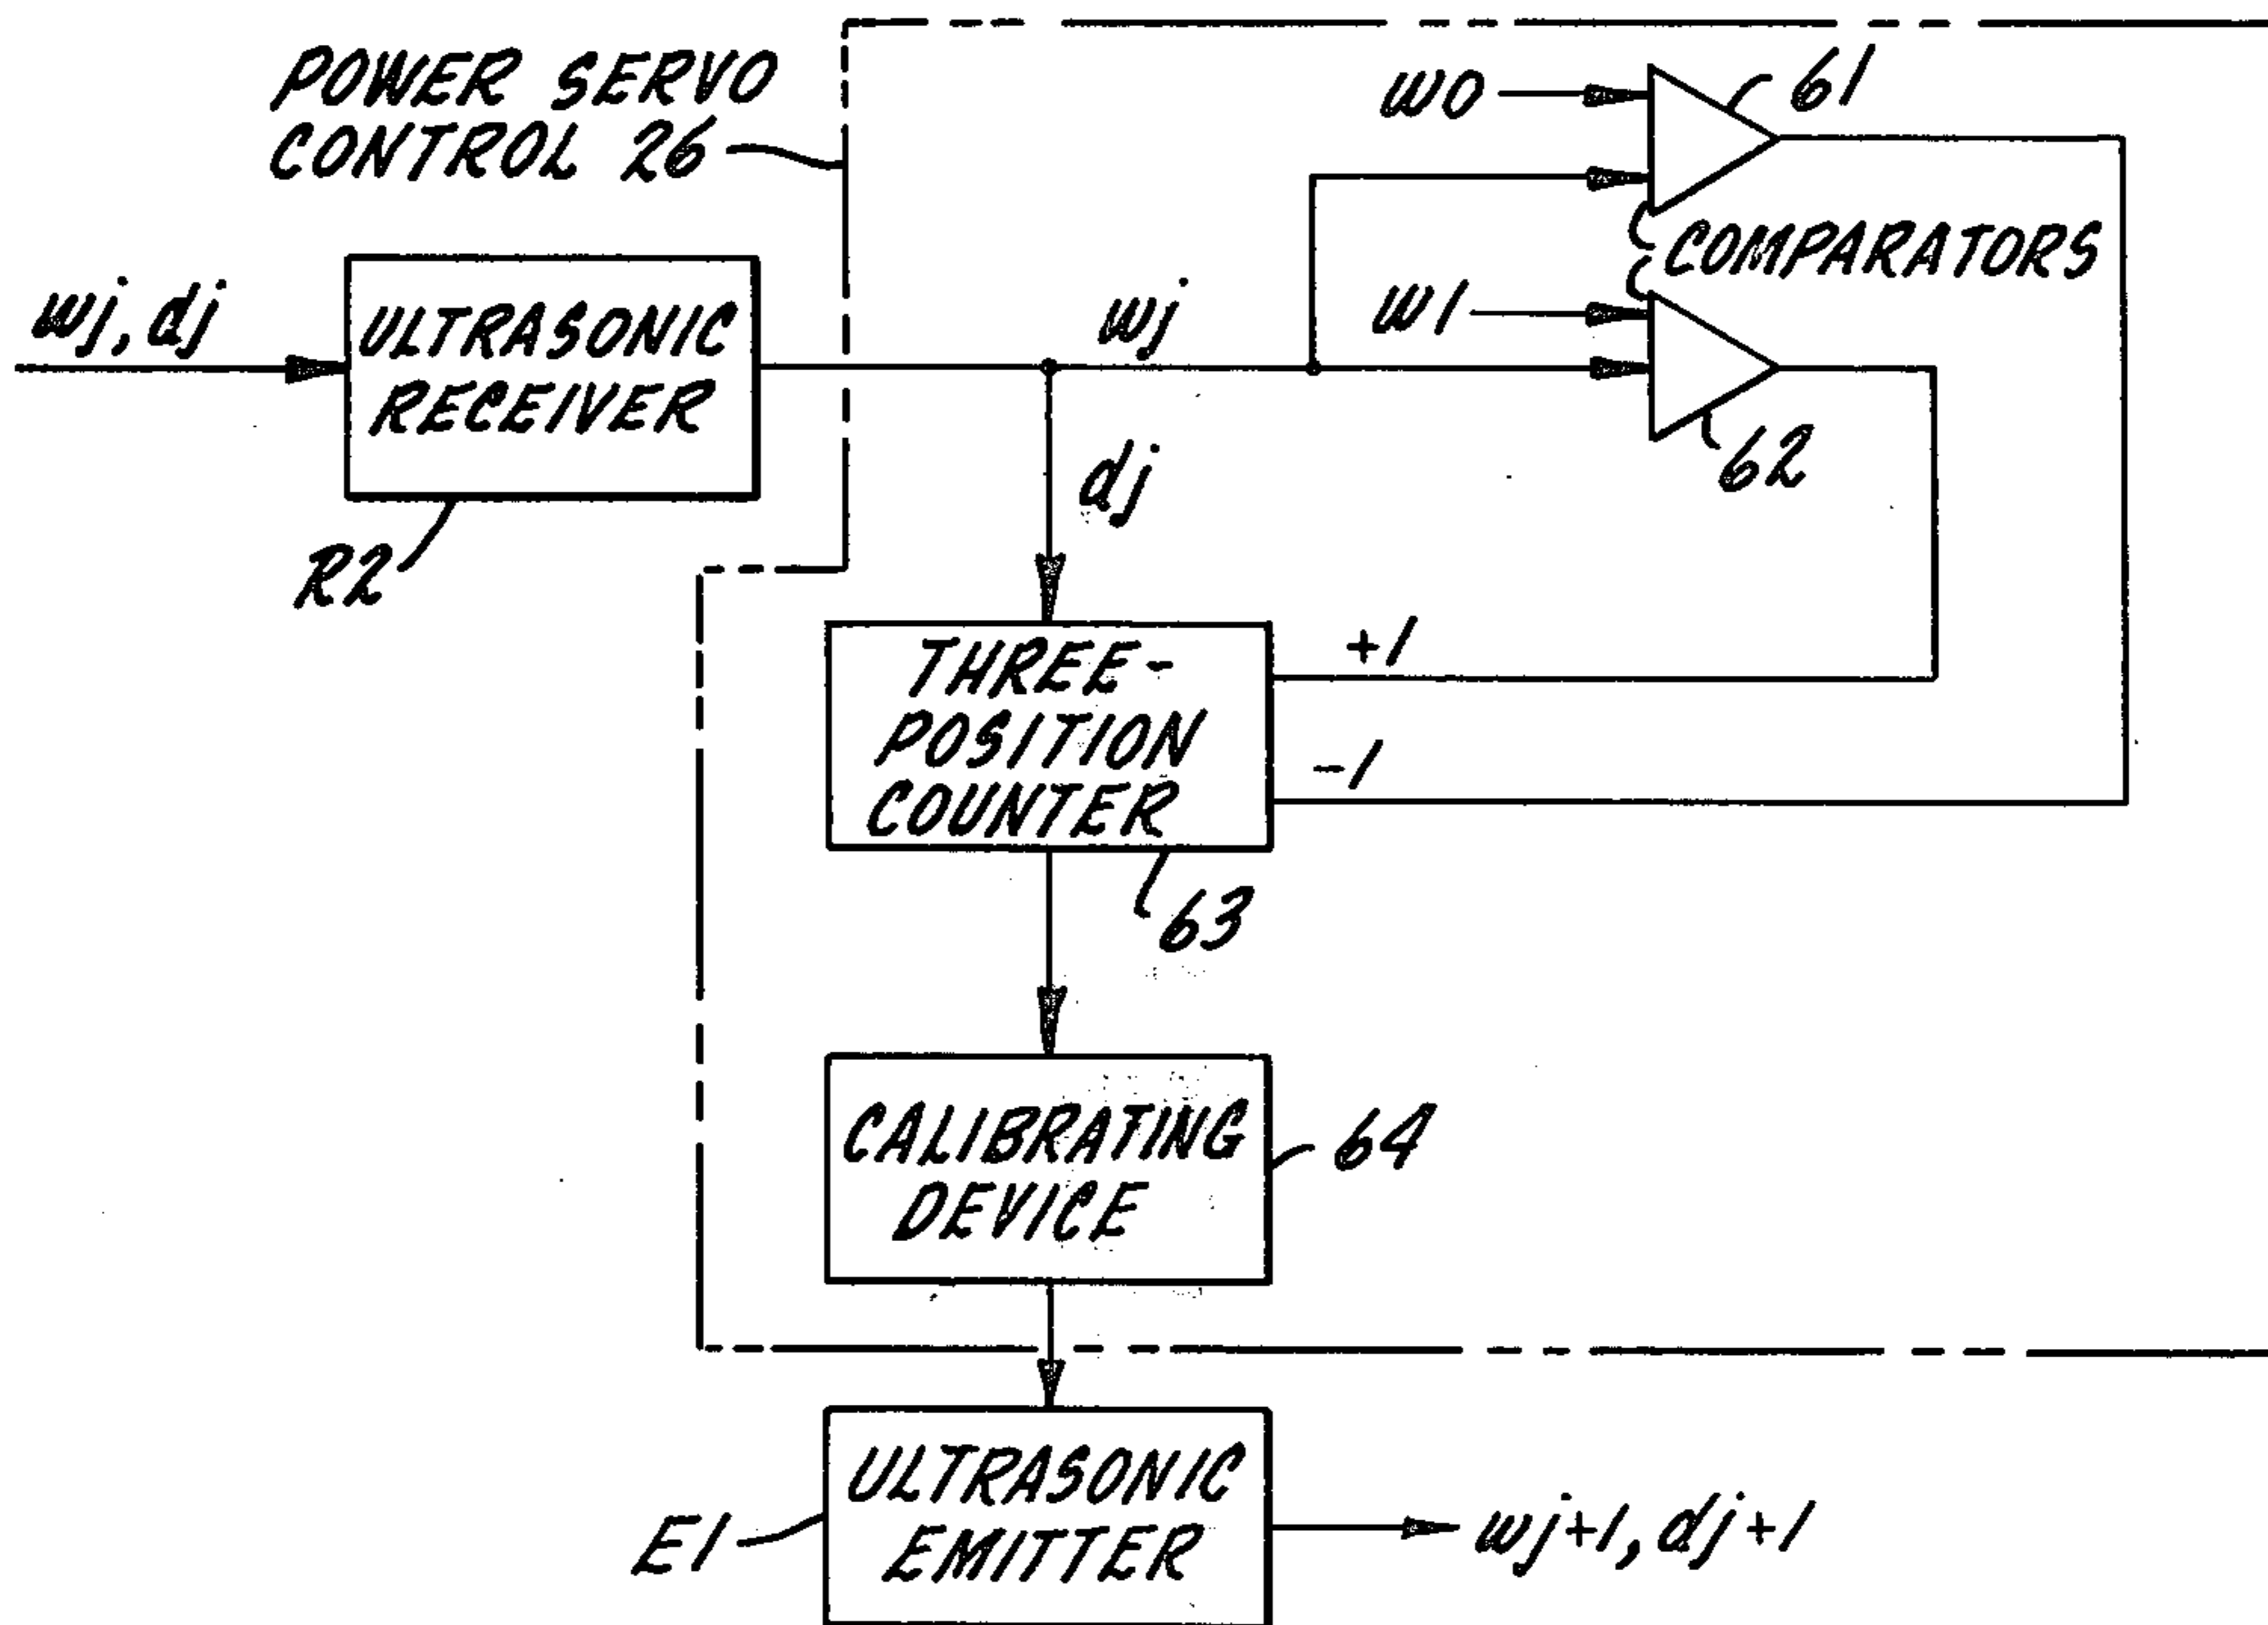 POWER SERVO
CONTROL 26
w0
61
COMPARATORS
wj, dj
ULTRASONIC
RECEIVER
R2
wj
w1
62
dj
THREE-
POSITION
COUNTER
+1
-1
63
CALIBRATING
DEVICE
64
ULTRASONIC
EMITTER
E1
wj+1, dj+1